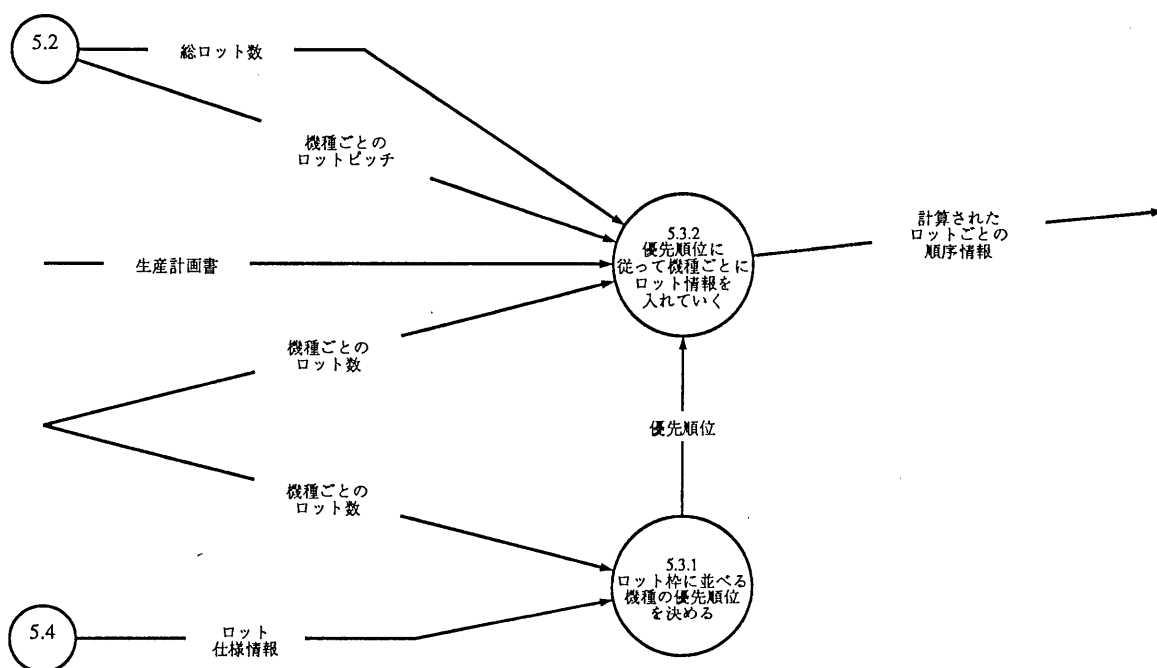 5.2
総ロット数
機種ごとの
ロットピッチ
生産計画書
5.3.2
優先順位に
従って機種ごとに
ロット情報を
入れていく
計算された
ロットごとの
順序情報
機種ごとの
ロット数
優先順位
機種ごとの
ロット数
5.3.1
ロット枠に並べる
機種の優先順位
を決める
5.4
ロット
仕様情報